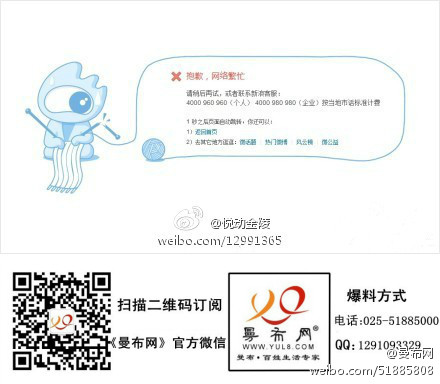 抱歉，网络繁忙
请稍后再试，或者联系新浪客服：
4000 960 960（个人） 4000 980 980（企业）按当地市话标准计费
1 秒之后页面自动跳转，你还可以：
1）返回首页
2）去其它地方逛逛：微话题 热门微博 风云榜 微公益
@悦动金陵
weibo.com/12991365
扫描二维码订阅
《曼布网》官方微信
曼布网®
WWW.YUL8.COM
曼布·百姓生活专家
爆料方式
电话:025-51885000
QQ:1291093329
@曼布网
weibo.com/51885808